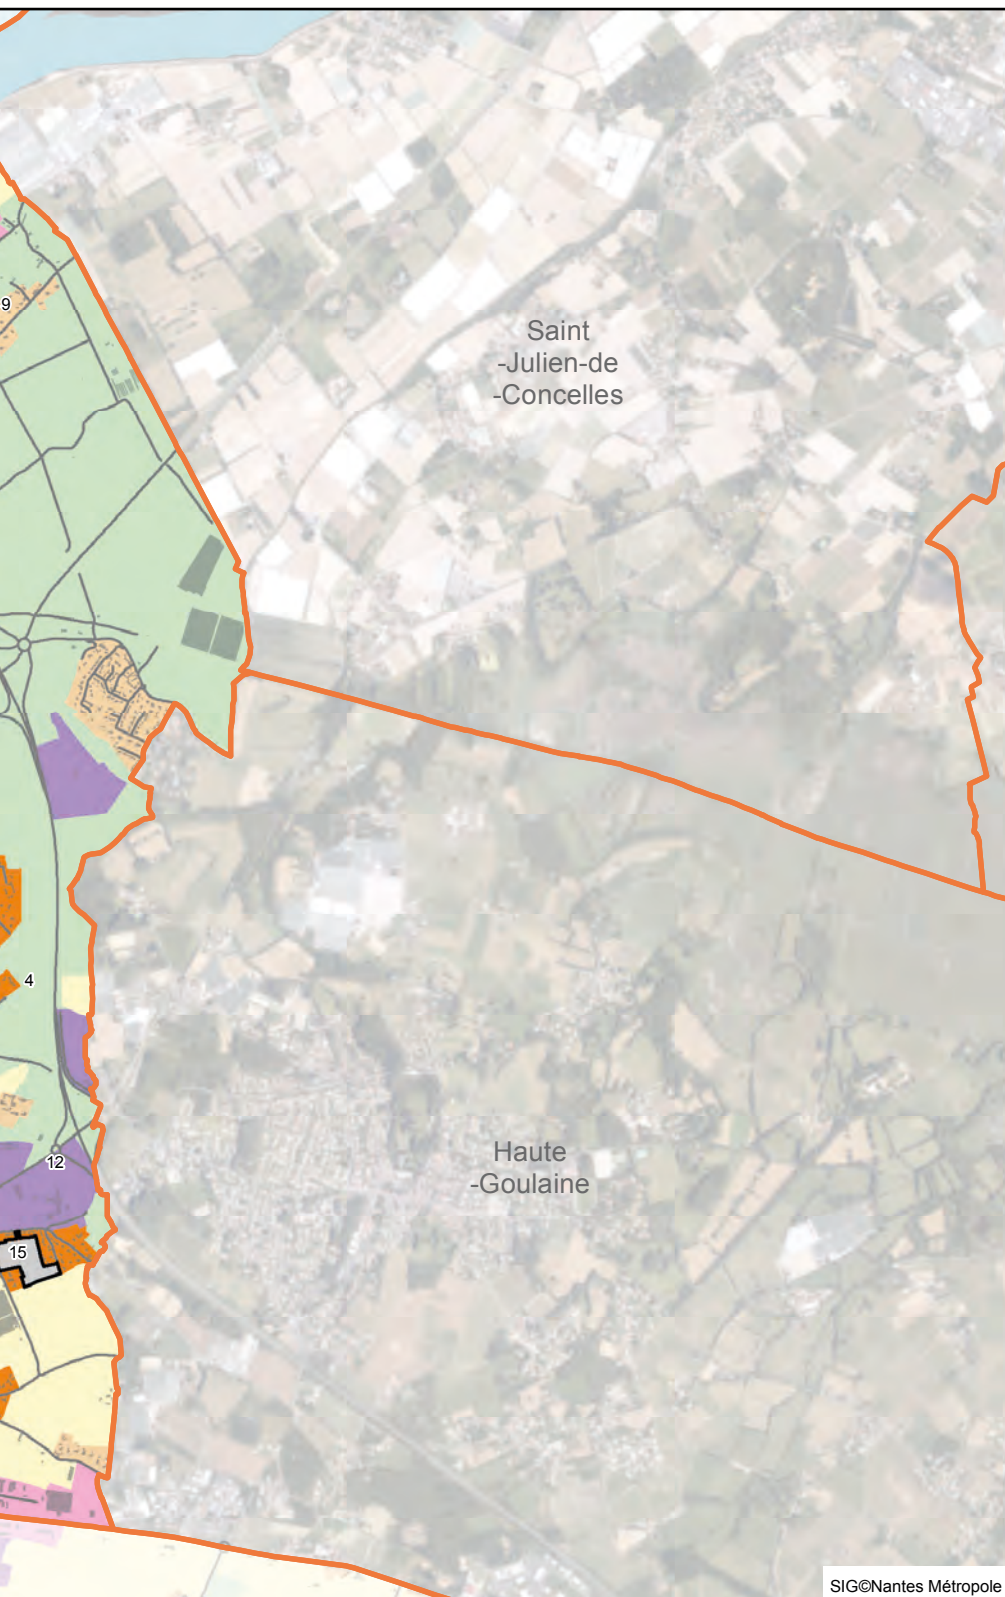 9
Saint
-Julien-de
-Concelles
4
12
Haute
-Goulaine
15
SIG©Nantes Métropole